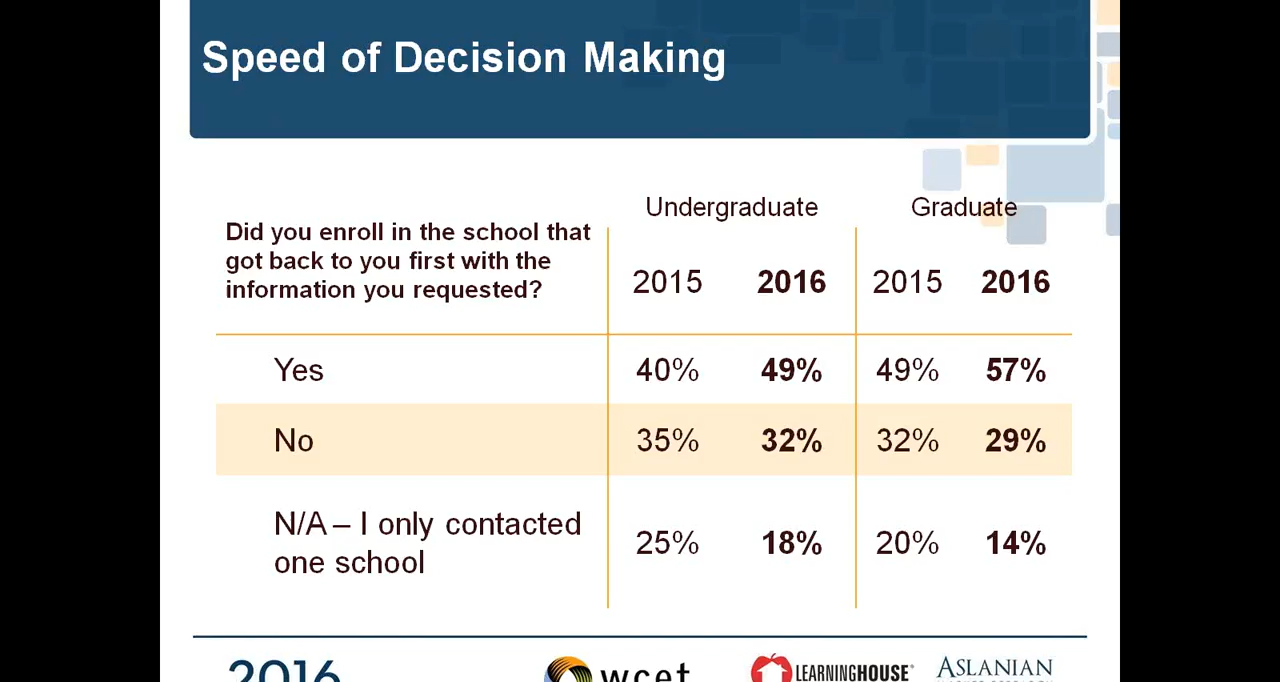 Speed of Decision Making
Undergraduate Graduate
Did you enroll in the school that
got back to you first with the
information you requested?
2015 2016 2015 2016
Yes 40% 49% 49% 57%
No 35% 32% 32% 29%
N/A – I only contacted
one school
25% 18% 20% 14%
2016 wcet LEARNINGHOUSE® ASLANIAN